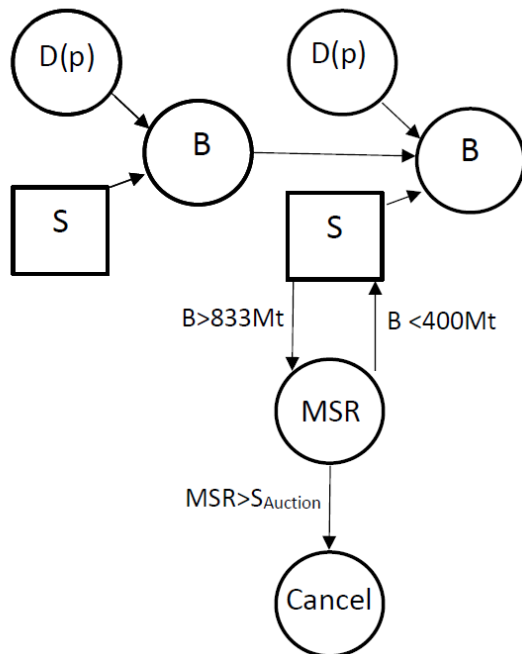 D(p)
D(p)
B
B
S
S
B>833Mt
B <400Mt
MSR
MSR>SAuction
Cancel